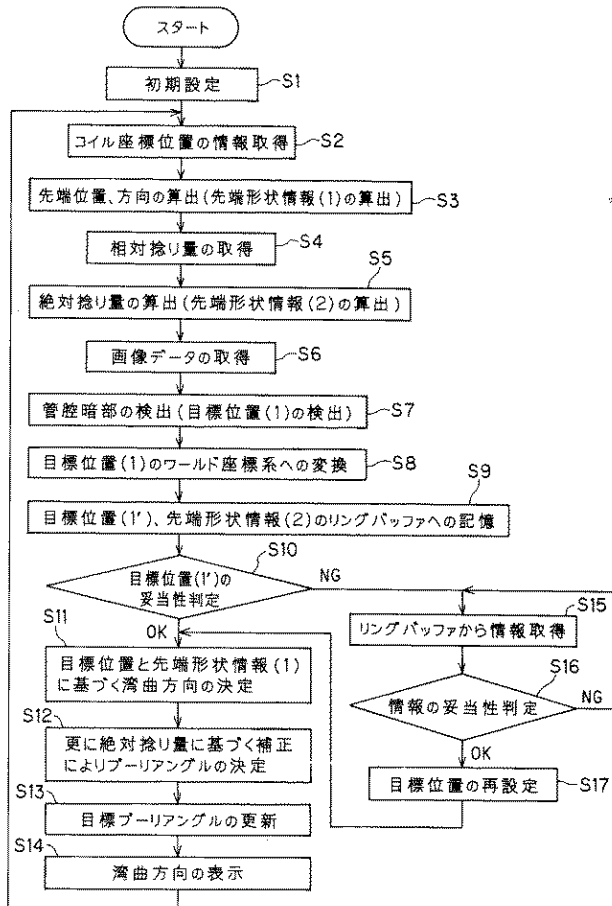 スタート
初期設定
S1
コイル座標位置の情報取得
S2
先端位置、方向の算出(先端形状情報(1)の算出)
S3
相対捻り量の取得
S4
絶対捻り量の算出(先端形状情報(2)の算出)
S5
画像データの取得
S6
管腔暗部の検出(目標位置(1)の検出)
S7
目標位置(1)のワールド座標系への変換
S8
目標位置(1')、先端形状情報(2)のリングバッファへの記憶
S9
目標位置(1')の
妥当性判定
S10
NG
OK
S11
目標位置と先端形状情報(1)
に基づく湾曲方向の決定
S12
更に絶対捻り量に基づく補正
によりプーリアングルの決定
S13
目標プーリアングルの更新
S14
湾曲方向の表示
S15
リングバッファから情報取得
S16
情報の妥当性判定
NG
OK
目標位置の再設定
S17